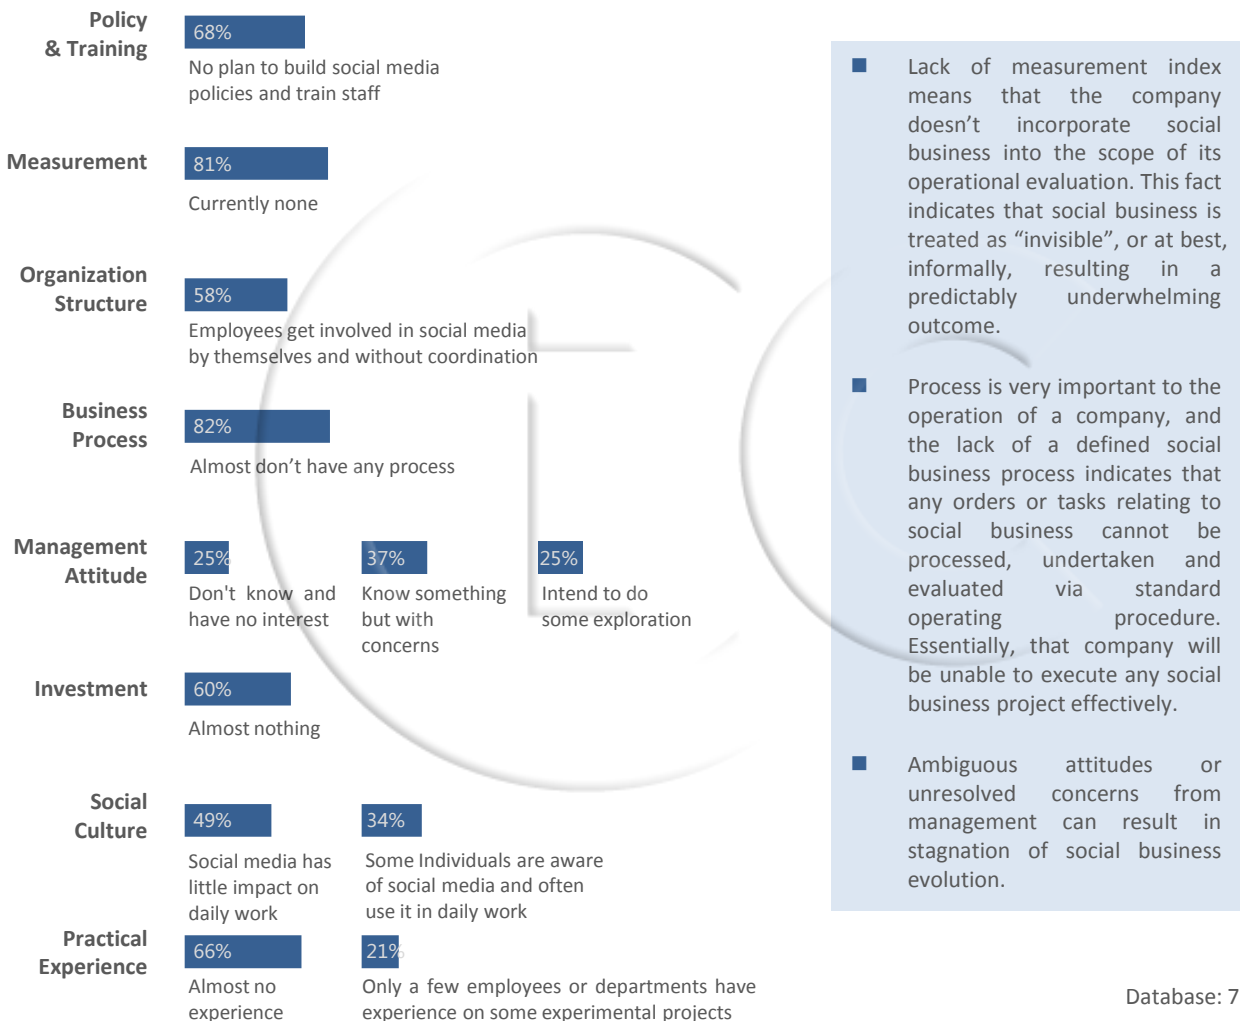 Policy
& Training
68%
No plan to build social media
policies and train staff
Measurement
81%
Currently none
Organization
Structure
58%
Employees get involved in social media
by themselves and without coordination
Business
Process
82%
Almost don’t have any process
Management
Attitude
25%
Don't know and
have no interest
37%
Know something
but with
concerns
25%
Intend to do
some exploration
Investment
60%
Almost nothing
Social
Culture
49%
Social media has
little impact on
daily work
34%
Some Individuals are aware
of social media and often
use it in daily work
Practical
Experience
66%
Almost no
experience
21%
Only a few employees or departments have
experience on some experimental projects
■ Lack of measurement index
means that the company
doesn’t incorporate social
business into the scope of its
operational evaluation. This fact
indicates that social business is
treated as “invisible”, or at best,
informally, resulting in a
predictably underwhelming
outcome.
■ Process is very important to the
operation of a company, and
the lack of a defined social
business process indicates that
any orders or tasks relating to
social business cannot be
processed, undertaken and
evaluated via standard
operating procedure.
Essentially, that company will
be unable to execute any social
business project effectively.
■ Ambiguous attitudes or
unresolved concerns from
management can result in
stagnation of social business
evolution.
Database: 7